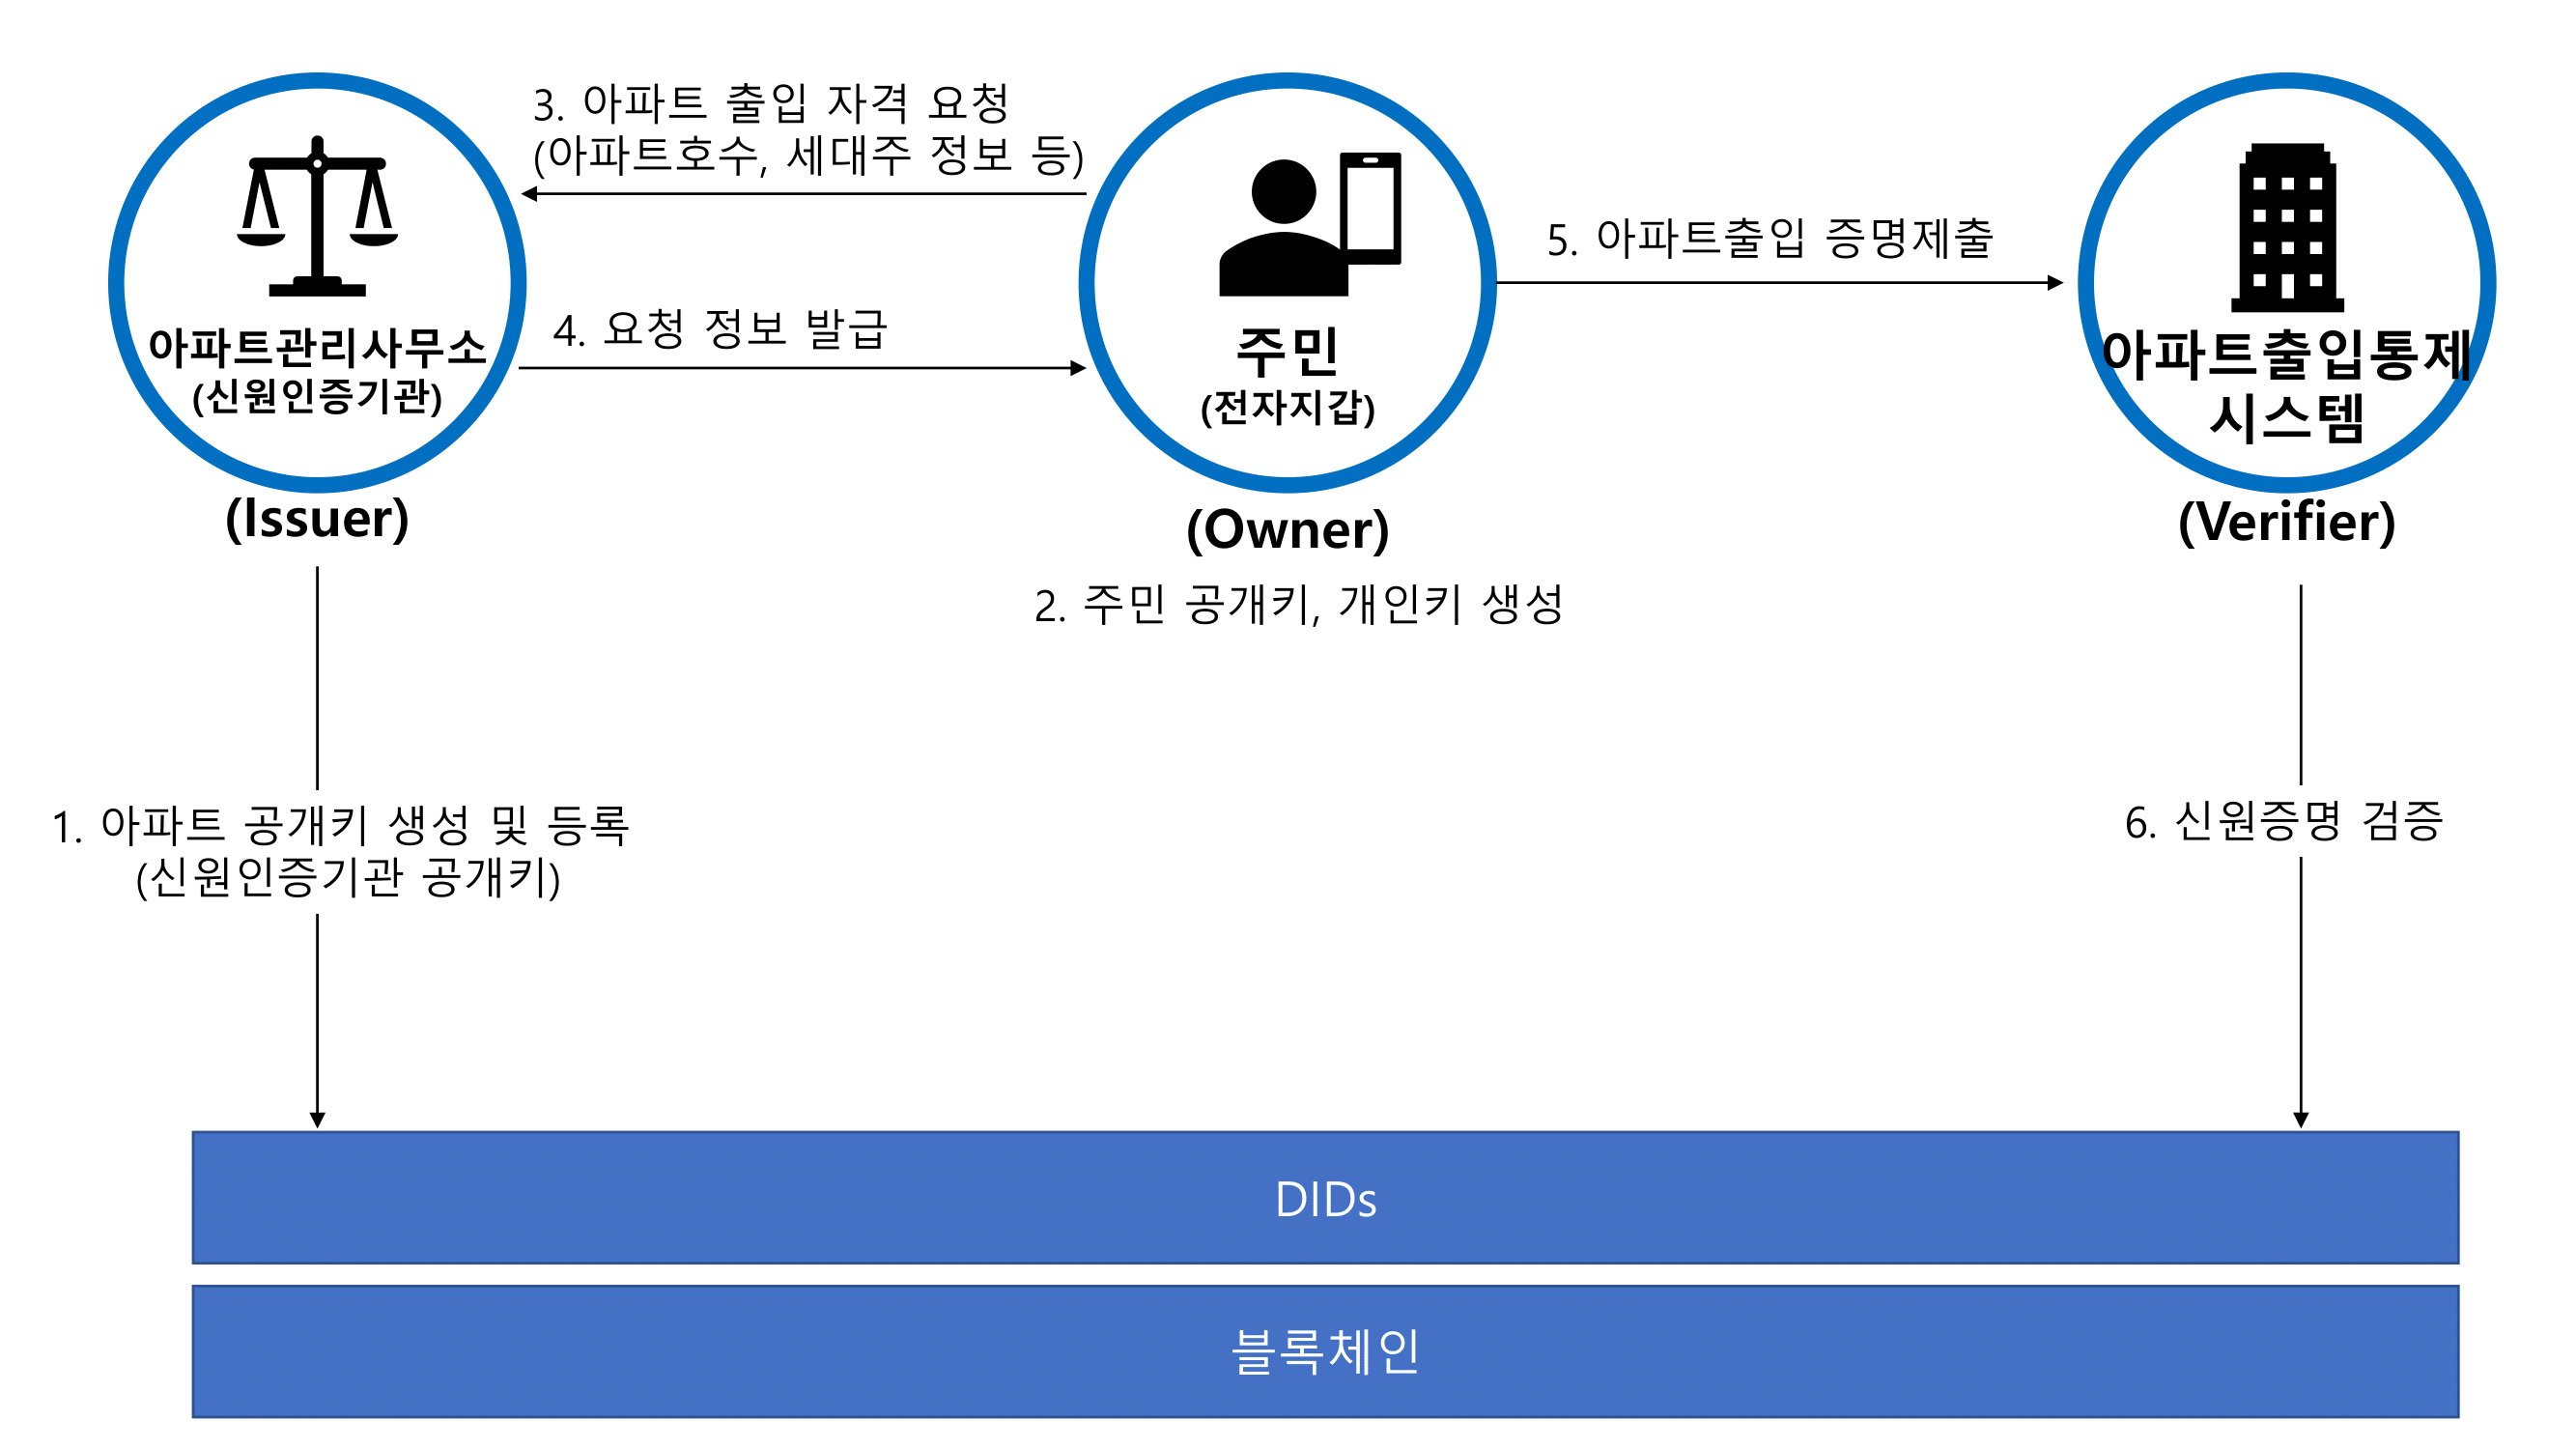 3. 아파트 출입 자격 요청
(아파트호수, 세대주 정보 등)
4. 요청 정보 발급
5. 아파트출입 증명제출
아파트관리사무소
(신원인증기관)
(Issuer)
주민
(전자지갑)
(Owner)
2. 주민 공개키, 개인키 생성
아파트출입통제
시스템
(Verifier)
1. 아파트 공개키 생성 및 등록
(신원인증기관 공개키)
6. 신원증명 검증
DIDs
블록체인